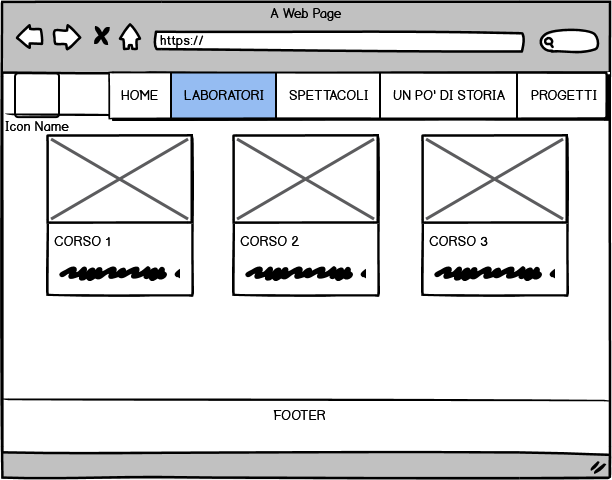 A Web Page
https://
HOME LABORATORI SPETTACOLI UN PO' DI STORIA PROGETTI
Icon Name
CORSO 1 CORSO 2 CORSO 3
FOOTER